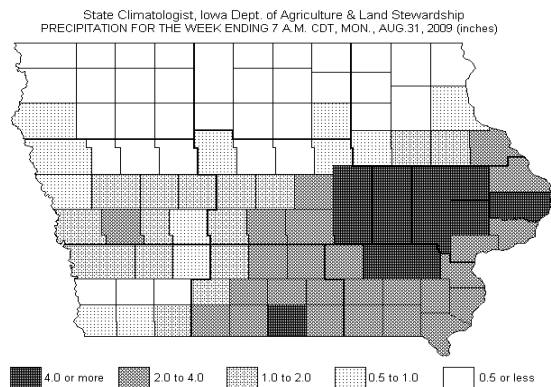 State Climatologist, Iowa Dept. of Agriculture & Land Stewardship
PRECIPITATION FOR THE WEEK ENDING 7 A.M. CDT, MON., AUG.31, 2009 (inches)
4.0 or more 2.0 to 4.0 1.0 to 2.0 0.5 to 1.0 0.5 or less